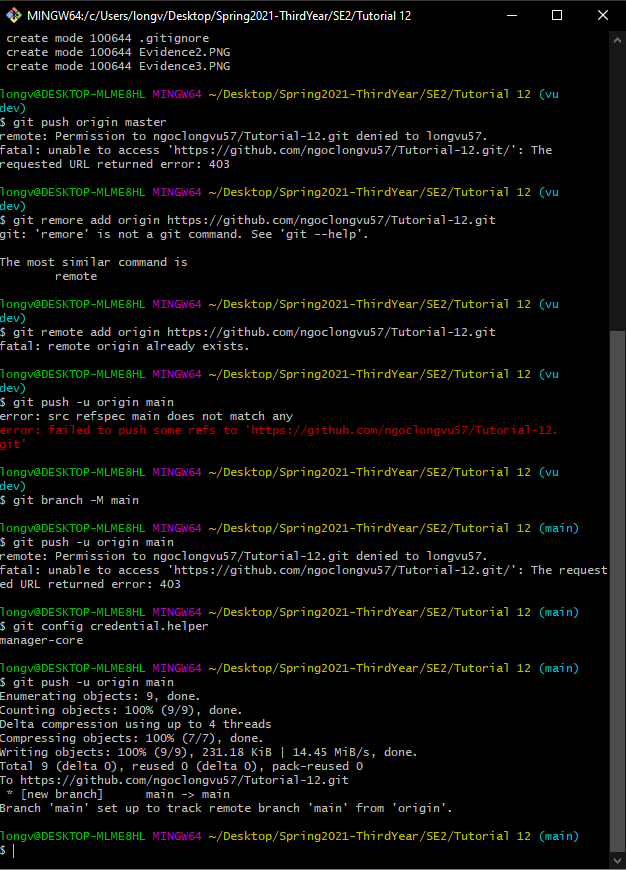 MINGW64:/c/Users/longv/Desktop/Spring2021-ThirdYear/SE2/Tutorial 12
create mode 100644 .gitignore
create mode 100644 Evidence2.PNG
create mode 100644 Evidence3.PNG
longv@DESKTOP-MLME8HL MINGW64 ~/Desktop/Spring2021-ThirdYear/SE2/Tutorial 12 (vu
dev)
$ git push origin master
remote: Permission to ngoclongvu57/Tutorial-12.git denied to longvu57.
fatal: unable to access 'https://github.com/ngoclongvu57/Tutorial-12.git/': The
requested URL returned error: 403
longv@DESKTOP-MLME8HL MINGW64 ~/Desktop/Spring2021-ThirdYear/SE2/Tutorial 12 (vu
dev)
$ git remore add origin https://github.com/ngoclongvu57/Tutorial-12.git
git: 'remore' is not a git command. See 'git --help'.
The most similar command is
remote
longv@DESKTOP-MLME8HL MINGW64 ~/Desktop/Spring2021-ThirdYear/SE2/Tutorial 12 (vu
dev)
$ git remote add origin https://github.com/ngoclongvu57/Tutorial-12.git
fatal: remote origin already exists.
longv@DESKTOP-MLME8HL MINGW64 ~/Desktop/Spring2021-ThirdYear/SE2/Tutorial 12 (vu
dev)
$ git push -u origin main
error: src refspec main does not match any
error: failed to push some refs to 'https://github.com/ngoclongvu57/Tutorial-12.
git'
longv@DESKTOP-MLME8HL MINGW64 ~/Desktop/Spring2021-ThirdYear/SE2/Tutorial 12 (vu
dev)
$ git branch -M main
longv@DESKTOP-MLME8HL MINGW64 ~/Desktop/Spring2021-ThirdYear/SE2/Tutorial 12 (main)
$ git push -u origin main
remote: Permission to ngoclongvu57/Tutorial-12.git denied to longvu57.
fatal: unable to access 'https://github.com/ngoclongvu57/Tutorial-12.git/': The request
ed URL returned error: 403
longv@DESKTOP-MLME8HL MINGW64 ~/Desktop/Spring2021-ThirdYear/SE2/Tutorial 12 (main)
$ git config credential.helper
manager-core
longv@DESKTOP-MLME8HL MINGW64 ~/Desktop/Spring2021-ThirdYear/SE2/Tutorial 12 (main)
$ git push -u origin main
Enumerating objects: 9, done.
Counting objects: 100% (9/9), done.
Delta compression using up to 4 threads
Compressing objects: 100% (7/7), done.
Writing objects: 100% (9/9), 231.18 KiB | 14.45 MiB/s, done.
Total 9 (delta 0), reused 0 (delta 0), pack-reused 0
To https://github.com/ngoclongvu57/Tutorial-12.git
* [new branch]      main -> main
Branch 'main' set up to track remote branch 'main' from 'origin'.
longv@DESKTOP-MLME8HL MINGW64 ~/Desktop/Spring2021-ThirdYear/SE2/Tutorial 12 (main)
$